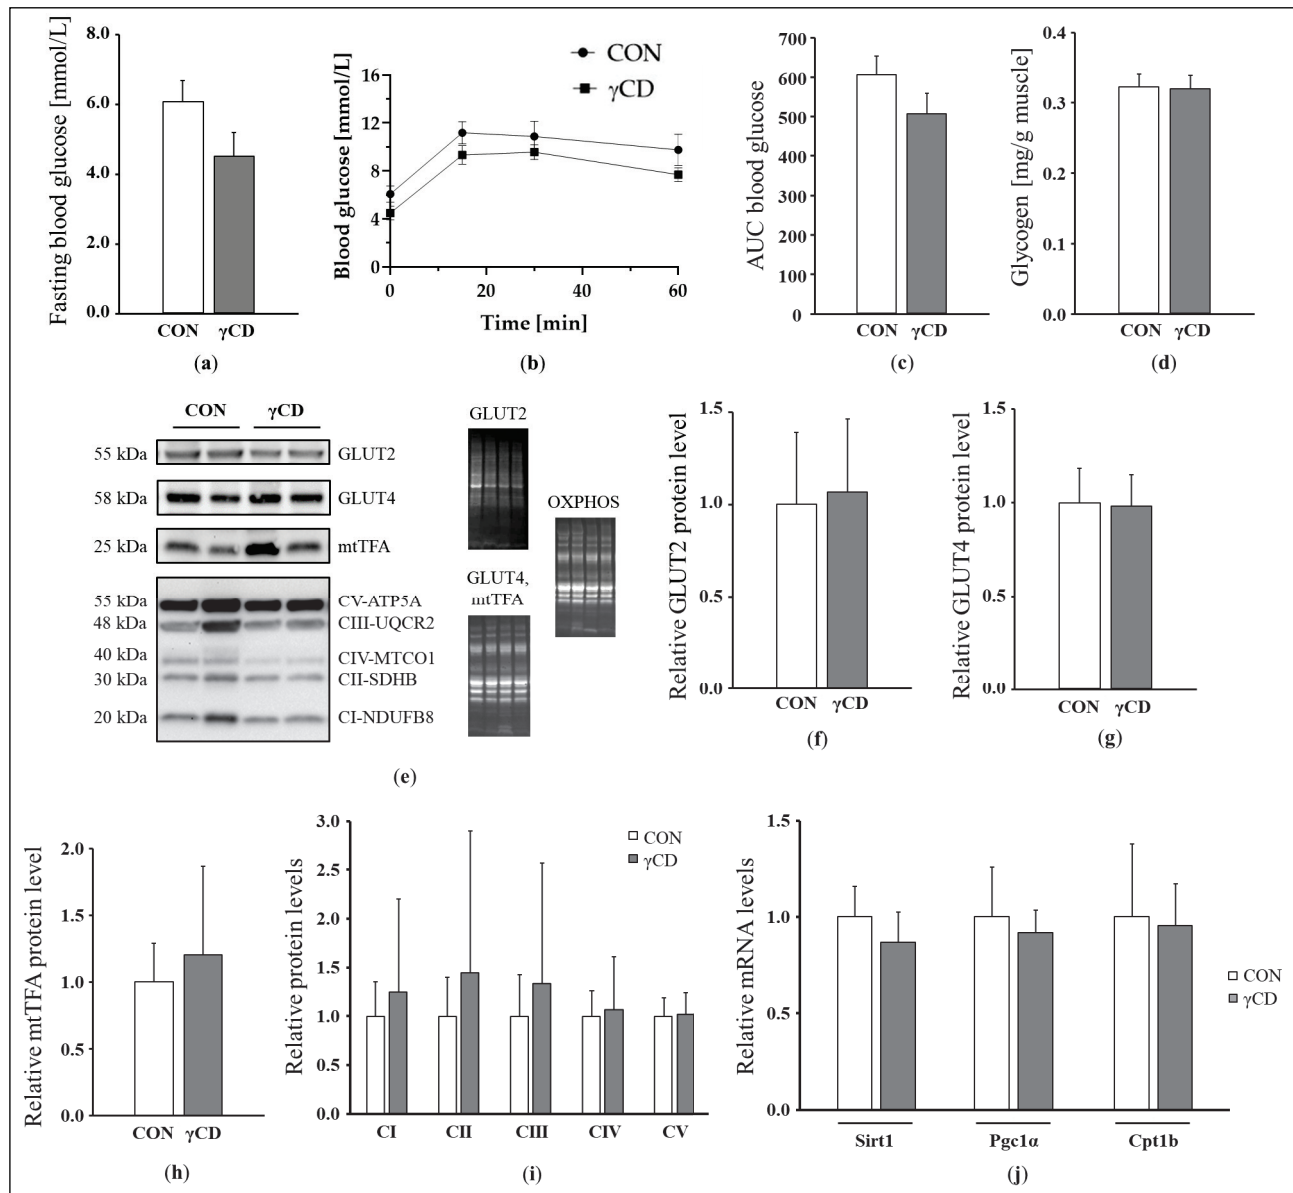 Fasting blood glucose [mmol/L]
8.0
6.0
4.0
2.0
0.0
CON γCD
(a)
CON
γCD
Blood glucose [mmol/L]
16
12
8
4
0
0 20 40 60
Time [min]
(b)
AUC blood glucose
700
600
500
400
300
200
100
0
CON γCD
(c)
Glycogen [mg/g muscle]
0.4
0.3
0.2
0.1
0.0
CON γCD
(d)
CON γCD
55 kDa GLUT2
58 kDa GLUT4
25 kDa mtTFA
55 kDa CV-ATP5A
48 kDa CIII-UQCR2
40 kDa CIV-MTCO1
30 kDa CII-SDHB
20 kDa CI-NDUFB8
GLUT2
OXPHOS
GLUT4,
mtTFA
(e)
Relative GLUT2 protein level
1.5
1.0
0.5
0.0
CON γCD
(f)
Relative GLUT4 protein level
1.5
1.0
0.5
0.0
CON γCD
(g)
Relative mtTFA protein level
2.0
1.5
1.0
0.5
0.0
CON γCD
(h)
Relative protein levels
3.0
2.5
2.0
1.5
1.0
0.5
0.0
CON
γCD
CI CII CIII CIV CV
(i)
Relative mRNA levels
1.5
1.0
0.5
0.0
CON
γCD
Sirt1 Pgc1α Cpt1b
(j)